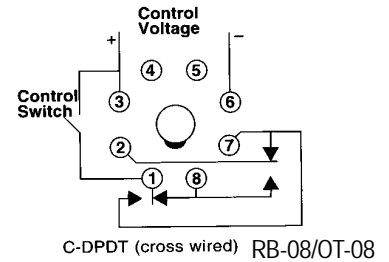 Control
Voltage
+ −
4 5
Control
Switch
3 6
2 7
1 8
C-DPDT (cross wired) RB-08/OT-08